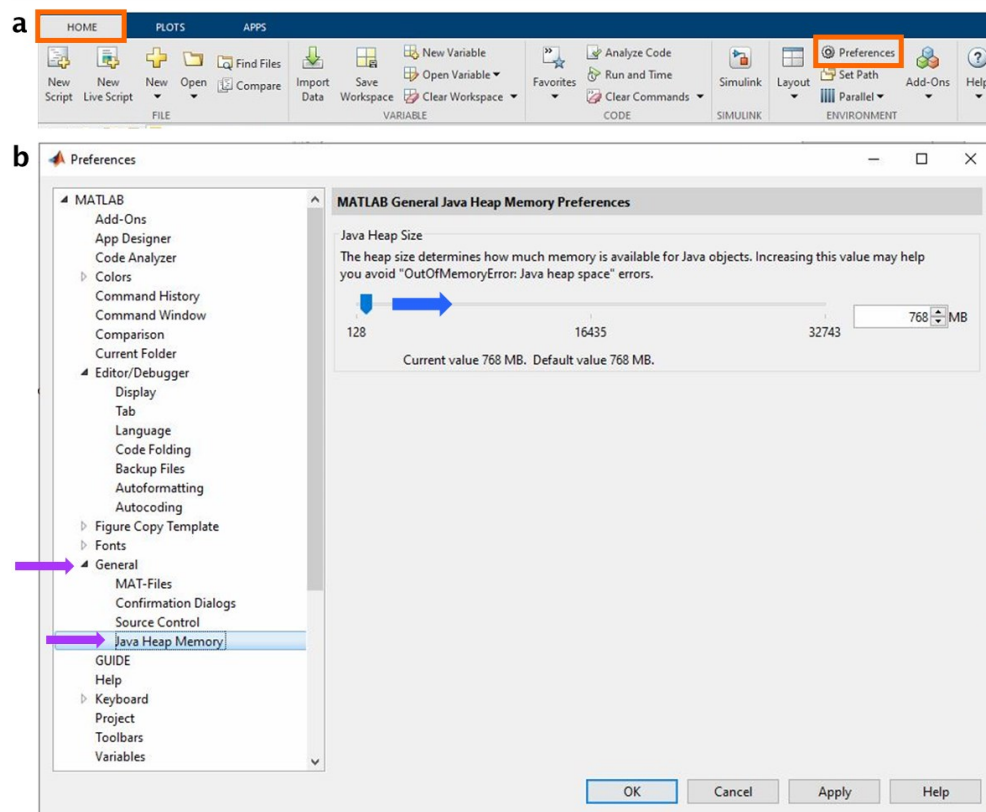 a
HOME PLOTS APPS
New Script
New Live Script
New
Open
Find Files
Compare
FILE
Import Data
Save Workspace
New Variable
Open Variable
Clear Workspace
VARIABLE
Favorites
Analyze Code
Run and Time
Clear Commands
CODE
Simulink
SIMULINK
Layout
Preferences
Set Path
Parallel
Add-Ons
ENVIRONMENT
Help
b
Preferences
MATLAB
Add-Ons
App Designer
Code Analyzer
Colors
Command History
Command Window
Comparison
Current Folder
Editor/Debugger
Display
Tab
Language
Code Folding
Backup Files
Autoformatting
Autocoding
Figure Copy Template
Fonts
General
MAT-Files
Confirmation Dialogs
Source Control
Java Heap Memory
GUIDE
Help
Keyboard
Project
Toolbars
Variables
MATLAB General Java Heap Memory Preferences
Java Heap Size
The heap size determines how much memory is available for Java objects. Increasing this value may help
you avoid "OutOfMemoryError: Java heap space" errors.
128 16435 32743
768 MB
Current value 768 MB. Default value 768 MB.
OK Cancel Apply Help